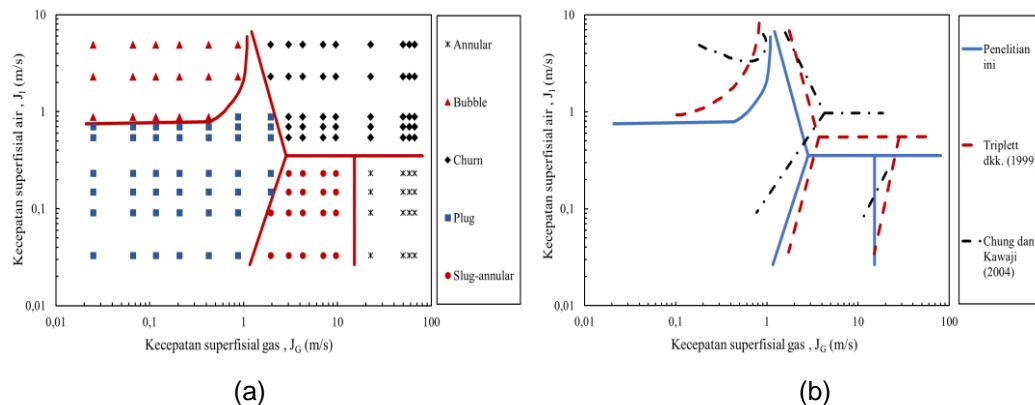 10
1
0,1
0,01
Kecepatan superfisial air , J₁ (m/s)
0,01
0,1
1
10
100
Kecepatan superfisial gas , J_G (m/s)
Annular
Bubble
Churn
Plug
Slug-annular
(a)
10
1
0,1
0,01
Kecepatan superfisial air , J₁ (m/s)
0,01
0,1
1
10
100
Kecepatan superfisial gas , J_G (m/s)
Penelitian
ini
Triplett
dkk. (1999)
Chung dan
Kawaji
(2004)
(b)